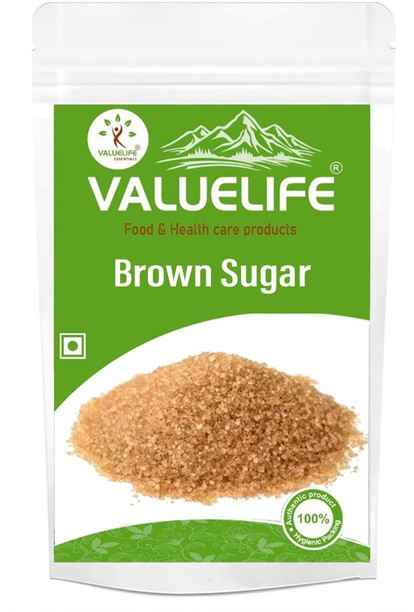 VALUELIFE®
ESSENTIALS
VALUELIFE®
Food & Health care products
Brown Sugar
Authentic product
100%
Hygienic Packing